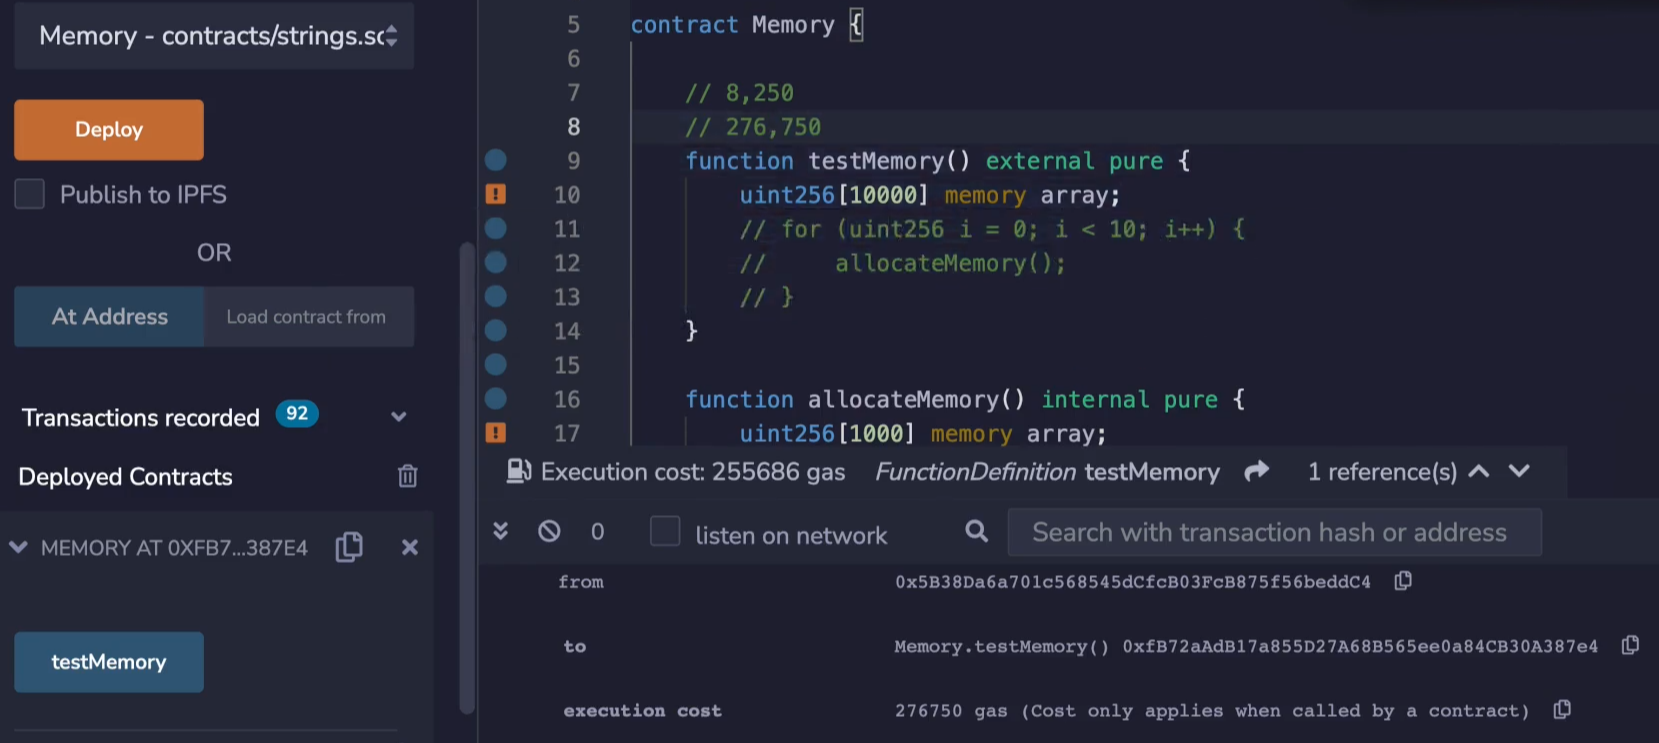 Memory - contracts/strings.sc
Deploy
Publish to IPFS
OR
At Address
Load contract from
Transactions recorded 92
Deployed Contracts
MEMORY AT 0XFB7...387E4
testMemory
5 contract Memory {
6
7 // 8,250
8 // 276,750
9 function testMemory() external pure {
10 uint256[10000] memory array;
11 // for (uint256 i = 0; i < 10; i++) {
12 // allocateMemory();
13 // }
14 }
15
16 function allocateMemory() internal pure {
17 uint256[1000] memory array;
Execution cost: 255686 gas FunctionDefinition testMemory 1 reference(s)
0 listen on network Search with transaction hash or address
from 0x5B38Da6a701c568545dCfcB03FcB875f56beddC4
to Memory.testMemory() 0xfB72aAdB17a855D27A68B565ee0a84CB30A387e4
execution cost 276750 gas (Cost only applies when called by a contract)